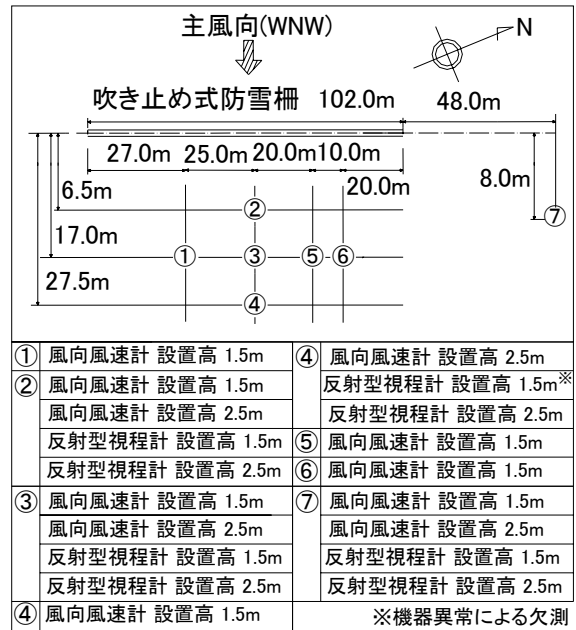 主風向(WNW)
N
吹き止め式防雪柵 102.0m 48.0m
27.0m 25.0m 20.0m 10.0m
20.0m
8.0m
6.5m
②
⑦
17.0m
① ③ ⑤ ⑥
27.5m
④
① 風向風速計 設置高 1.5m
② 風向風速計 設置高 1.5m
風向風速計 設置高 2.5m
反射型視程計 設置高 1.5m
反射型視程計 設置高 2.5m
③ 風向風速計 設置高 1.5m
風向風速計 設置高 2.5m
反射型視程計 設置高 1.5m
反射型視程計 設置高 2.5m
④ 風向風速計 設置高 1.5m
④ 風向風速計 設置高 2.5m
反射型視程計 設置高 1.5m※
反射型視程計 設置高 2.5m
⑤ 風向風速計 設置高 1.5m
⑥ 風向風速計 設置高 1.5m
⑦ 風向風速計 設置高 1.5m
風向風速計 設置高 2.5m
反射型視程計 設置高 1.5m
反射型視程計 設置高 2.5m
※機器異常による欠測